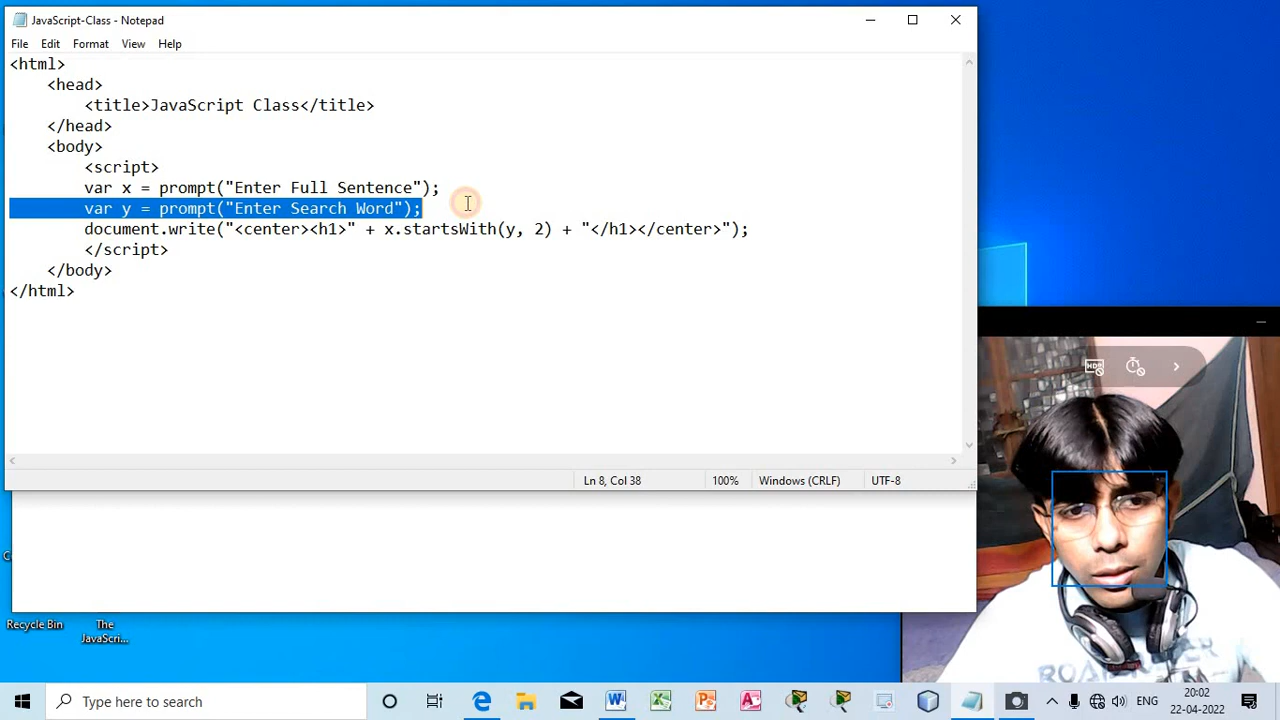 JavaScript-Class - Notepad
File Edit Format View Help
<html>
<head>
<title>JavaScript Class</title>
</head>
<body>
<script>
var x = prompt("Enter Full Sentence");
var y = prompt("Enter Search Word");
document.write("<center><h1>" + x.startsWith(y, 2) + "</h1></center>");
</script>
</body>
</html>
Ln 8, Col 38 100% Windows (CRLF) UTF-8
HDR
Recycle Bin
The
JavaScri...
Type here to search
ENG
20:02
22-04-2022